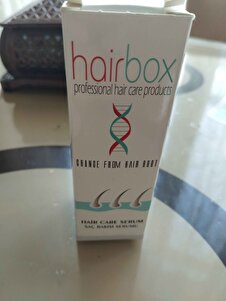 hairbox
professional hair care products
CHANGE FROM HAIR ROOT
HAIR CARE SERUM
SAÇ BAKIM SERUMU